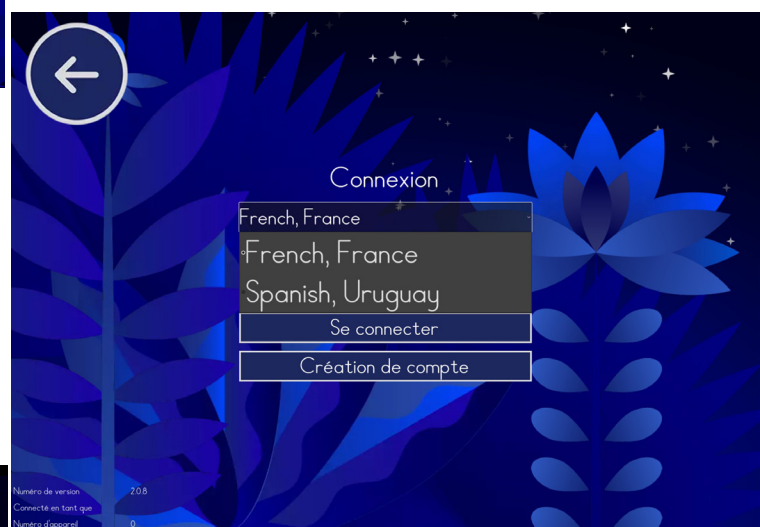 Connexion
French, France
French, France
Spanish, Uruguay
Se connecter
Création de compte
Numéro de version 2.0.8
Connecté en tant que
Numéro d'appareil 0